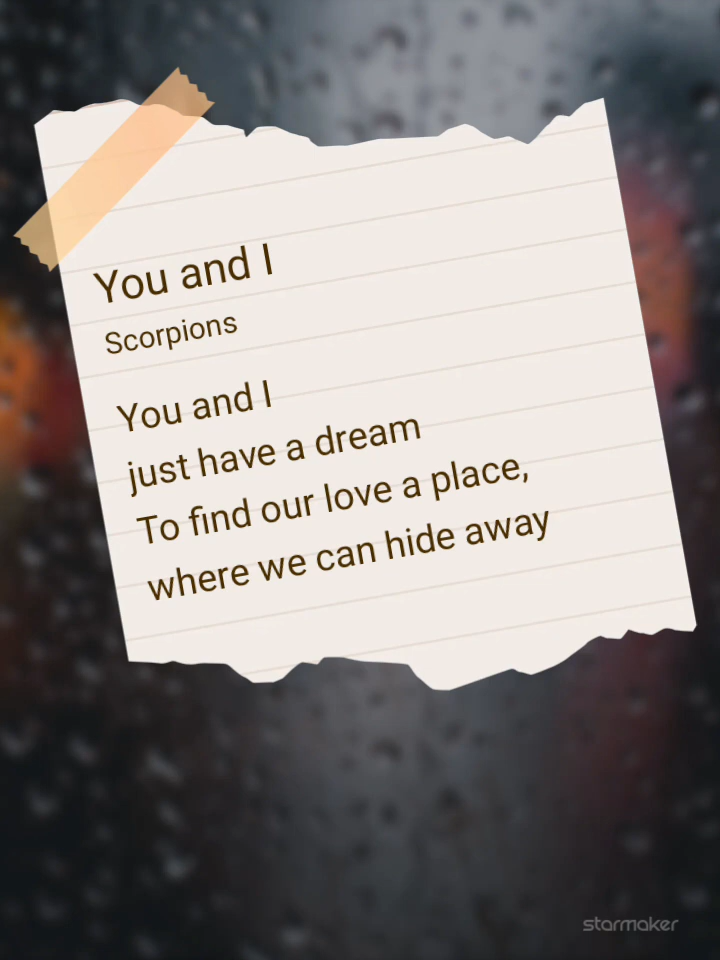 You and I
Scorpions
You and I
just have a dream
To find our love a place,
where we can hide away
starmaker